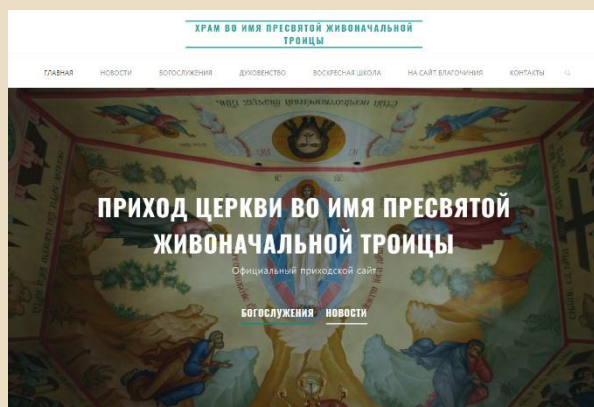 ХРАМ ВО ИМЯ ПРЕСВЯТОЙ ЖИВОНАЧАЛЬНОЙ
ТРОИЦЫ
ГЛАВНАЯ НОВОСТИ БОГОСЛУЖЕНИЯ ДУХОВЕНСТВО ВОСКРЕСНАЯ ШКОЛА НА САЙТ БЛАГОЧИНИЯ КОНТАКТЫ
ПРИХОД ЦЕРКВИ ВО ИМЯ ПРЕСВЯТОЙ
ЖИВОНАЧАЛЬНОЙ ТРОИЦЫ
Официальный приходской сайт
БОГОСЛУЖЕНИЯ НОВОСТИ